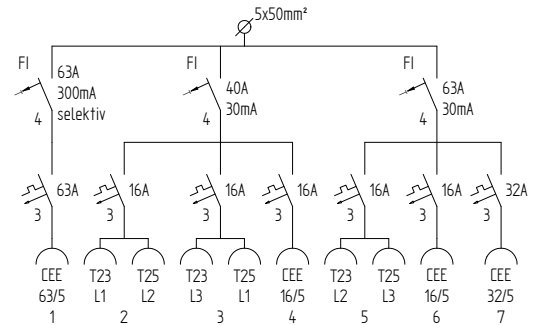 5x50mm²
FI 63A 300mA selektiv 4
FI 40A 30mA 4
FI 63A 30mA 4
63A 3
16A 3
16A 3
16A 3
16A 3
16A 3
32A 3
CEE 63/5 1
T23 L1 T25 L2 2
T23 L3 T25 L1 3
CEE 16/5 4
T23 L2 T25 L3 5
CEE 16/5 6
CEE 32/5 7